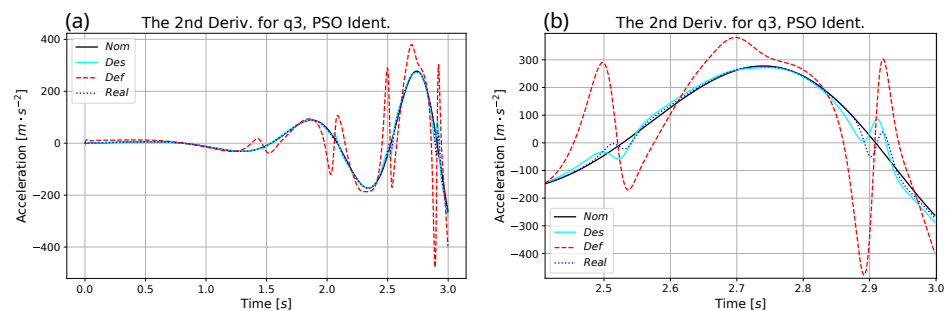 (a)
The 2nd Deriv. for q3, PSO Ident.
Acceleration [m · s⁻²]
400
200
0
−200
−400
Nom
Des
Def
Real
0.0 0.5 1.0 1.5 2.0 2.5 3.0
Time [s]
(b)
The 2nd Deriv. for q3, PSO Ident.
Acceleration [m · s⁻²]
300
200
100
0
−100
−200
−300
−400
Nom
Des
Def
Real
2.5 2.6 2.7 2.8 2.9 3.0
Time [s]